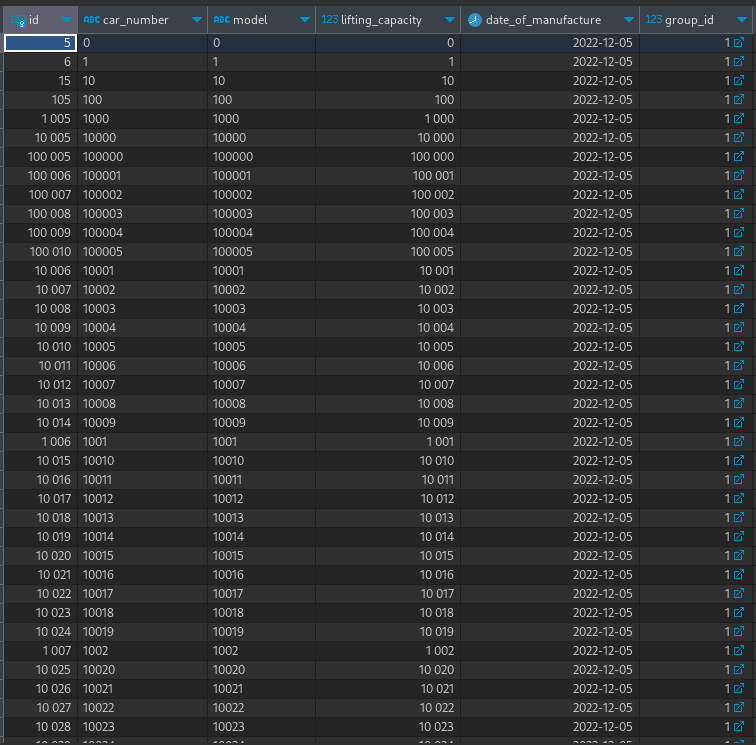 123 id ABC car_number ABC model 123 lifting_capacity date_of_manufacture 123 group_id
5 0 0 0 2022-12-05 1
6 1 1 1 2022-12-05 1
15 10 10 10 2022-12-05 1
105 100 100 100 2022-12-05 1
1 005 1000 1000 1 000 2022-12-05 1
10 005 10000 10000 10 000 2022-12-05 1
100 005 100000 100000 100 000 2022-12-05 1
100 006 100001 100001 100 001 2022-12-05 1
100 007 100002 100002 100 002 2022-12-05 1
100 008 100003 100003 100 003 2022-12-05 1
100 009 100004 100004 100 004 2022-12-05 1
100 010 100005 100005 100 005 2022-12-05 1
10 006 10001 10001 10 001 2022-12-05 1
10 007 10002 10002 10 002 2022-12-05 1
10 008 10003 10003 10 003 2022-12-05 1
10 009 10004 10004 10 004 2022-12-05 1
10 010 10005 10005 10 005 2022-12-05 1
10 011 10006 10006 10 006 2022-12-05 1
10 012 10007 10007 10 007 2022-12-05 1
10 013 10008 10008 10 008 2022-12-05 1
10 014 10009 10009 10 009 2022-12-05 1
1 006 1001 1001 1 001 2022-12-05 1
10 015 10010 10010 10 010 2022-12-05 1
10 016 10011 10011 10 011 2022-12-05 1
10 017 10012 10012 10 012 2022-12-05 1
10 018 10013 10013 10 013 2022-12-05 1
10 019 10014 10014 10 014 2022-12-05 1
10 020 10015 10015 10 015 2022-12-05 1
10 021 10016 10016 10 016 2022-12-05 1
10 022 10017 10017 10 017 2022-12-05 1
10 023 10018 10018 10 018 2022-12-05 1
10 024 10019 10019 10 019 2022-12-05 1
1 007 1002 1002 1 002 2022-12-05 1
10 025 10020 10020 10 020 2022-12-05 1
10 026 10021 10021 10 021 2022-12-05 1
10 027 10022 10022 10 022 2022-12-05 1
10 028 10023 10023 10 023 2022-12-05 1